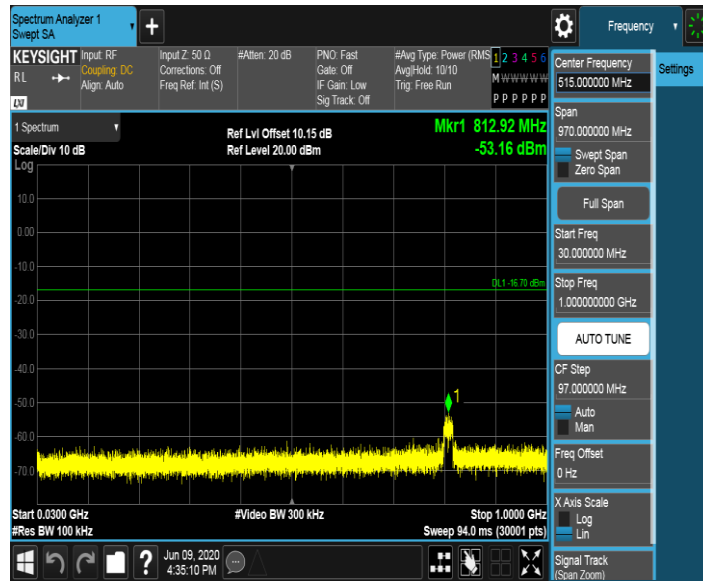 Spectrum Analyzer 1
Swept SA
+
Frequency
KEYSIGHT
RL
LXI
Input: RF
Coupling: DC
Align: Auto
Input Z: 50 Ω
Corrections: Off
Freq Ref: Int (S)
#Atten: 20 dB
PNO: Fast
Gate: Off
IF Gain: Low
Sig Track: Off
#Avg Type: Power (RMS
Avg|Hold: 10/10
Trig: Free Run
1 2 3 4 5 6
M W W W W W
P P P P P P
1 Spectrum
Scale/Div 10 dB
Log
Ref Lvl Offset 10.15 dB
Ref Level 20.00 dBm
Mkr1 812.92 MHz
-53.16 dBm
10.0
0.00
-10.0
DL1 -16.70 dBm
-20.0
-30.0
-40.0
1
-50.0
-60.0
-70.0
Start 0.0300 GHz
#Res BW 100 kHz
#Video BW 300 kHz
Stop 1.0000 GHz
Sweep 94.0 ms (30001 pts)
?
Jun 09, 2020
4:35:10 PM
Center Frequency
515.000000 MHz
Settings
Span
970.000000 MHz
Swept Span
Zero Span
Full Span
Start Freq
30.000000 MHz
Stop Freq
1.000000000 GHz
AUTO TUNE
CF Step
97.000000 MHz
Auto
Man
Freq Offset
0 Hz
X Axis Scale
Log
Lin
Signal Track
(Span Zoom)